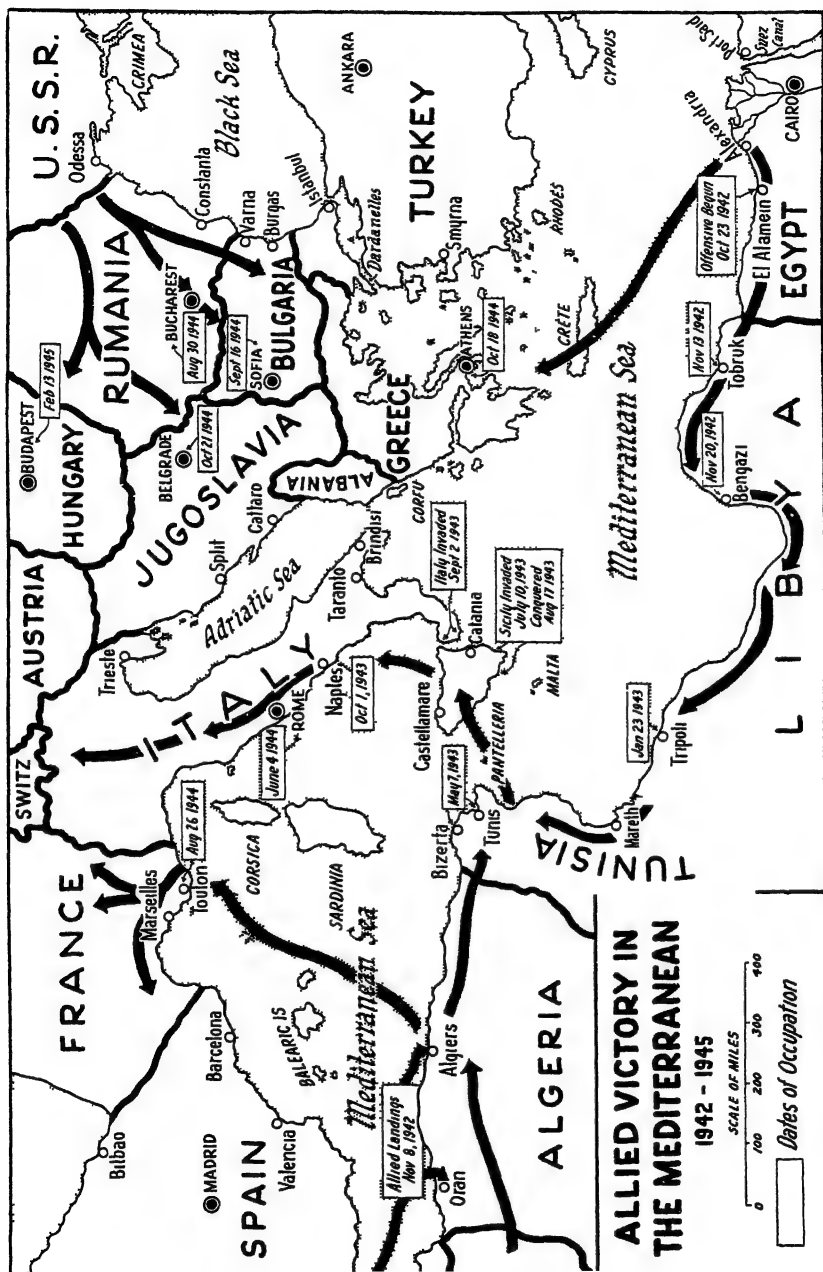 U.S.S.R.
Odessa
CRIMEA
Black Sea
Constanta
Varna
Burgas
Istanbul
Dardanelles
ANKARA
TURKEY
Smyrna
RHODES
CYPRUS
Port Said
Suez
Canal
CAIRO
Alexandria
Offensive Begun
Oct 23 1942
El Alamein
EGYPT
RUMANIA
BUCHAREST
Aug 30 1944
BUDAPEST
Feb 13 1945
HUNGARY
Sept 16 1944
SOFIA
BULGARIA
BELGRADE
Oct 21 1944
JUGOSLAVIA
ALBANIA
GREECE
ATHENS
Oct 18 1944
CRÈTE
CORFU
Cattaro
Split
Adriatic Sea
Brindisi
Taranto
AUSTRIA
Trieste
SWITZ
ITALY
ROME
June 4 1944
Naples
Oct 1, 1943
Italy Invaded
Sept 2 1943
Catania
Castellamare
Sicily Invaded
July 10, 1943
Conquered
Aug 17 1943
MALTA
PANTELLERIA
Mediterranean Sea
Nov 13 1942
Tobruk
Nov 20, 1942
Bengazi
LIBYA
Jan 23 1943
Tripoli
Mareth
TUNISIA
May 7, 1943
Bizerta
Tunis
FRANCE
Marseilles
Toulon
Aug 26 1944
CORSICA
SARDINIA
Mediterranean Sea
BALEARIC IS
Barcelona
Bilbao
MADRID
Valencia
SPAIN
Allied Landings
Nov 8, 1942
Oran
Algiers
ALGERIA
ALLIED VICTORY IN
THE MEDITERRANEAN
1942 - 1945
SCALE OF MILES
0 100 200 300 400
Dates of Occupation